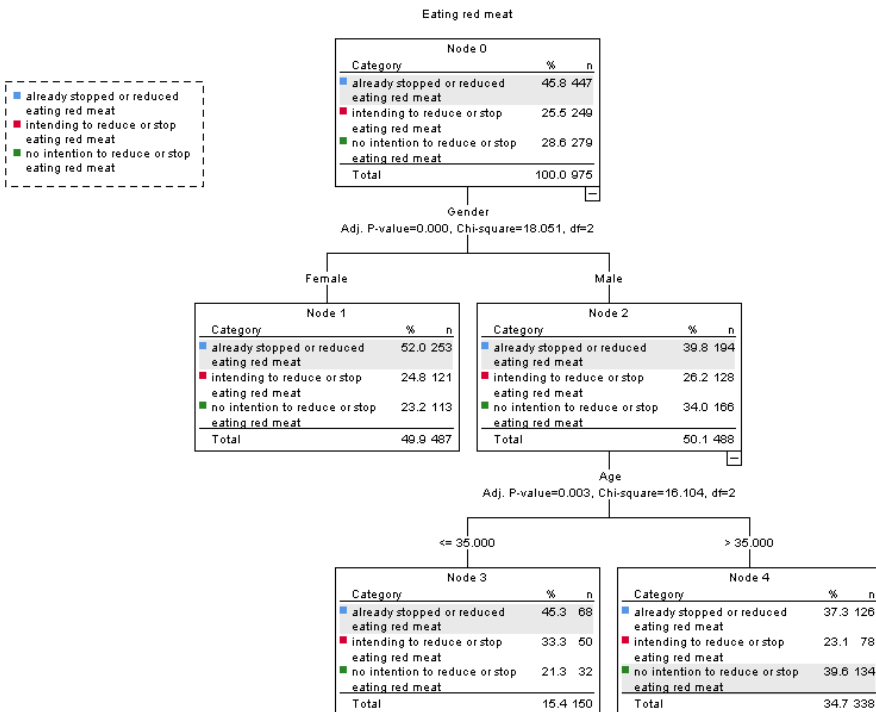 Eating red meat
already stopped or reduced
eating red meat
intending to reduce or stop
eating red meat
no intention to reduce or stop
eating red meat
Node 0
Category % n
already stopped or reduced 45.8 447
eating red meat
intending to reduce or stop 25.5 249
eating red meat
no intention to reduce or stop 28.6 279
eating red meat
Total 100.0 975
Gender
Adj. P-value=0.000, Chi-square=18.051, df=2
Female
Male
Node 1
Category % n
already stopped or reduced 52.0 253
eating red meat
intending to reduce or stop 24.8 121
eating red meat
no intention to reduce or stop 23.2 113
eating red meat
Total 49.9 487
Node 2
Category % n
already stopped or reduced 39.8 194
eating red meat
intending to reduce or stop 26.2 128
eating red meat
no intention to reduce or stop 34.0 166
eating red meat
Total 50.1 488
Age
Adj. P-value=0.003, Chi-square=16.104, df=2
<= 35.000
> 35.000
Node 3
Category % n
already stopped or reduced 45.3 68
eating red meat
intending to reduce or stop 33.3 50
eating red meat
no intention to reduce or stop 21.3 32
eating red meat
Total 15.4 150
Node 4
Category % n
already stopped or reduced 37.3 126
eating red meat
intending to reduce or stop 23.1 78
eating red meat
no intention to reduce or stop 39.6 134
eating red meat
Total 34.7 338